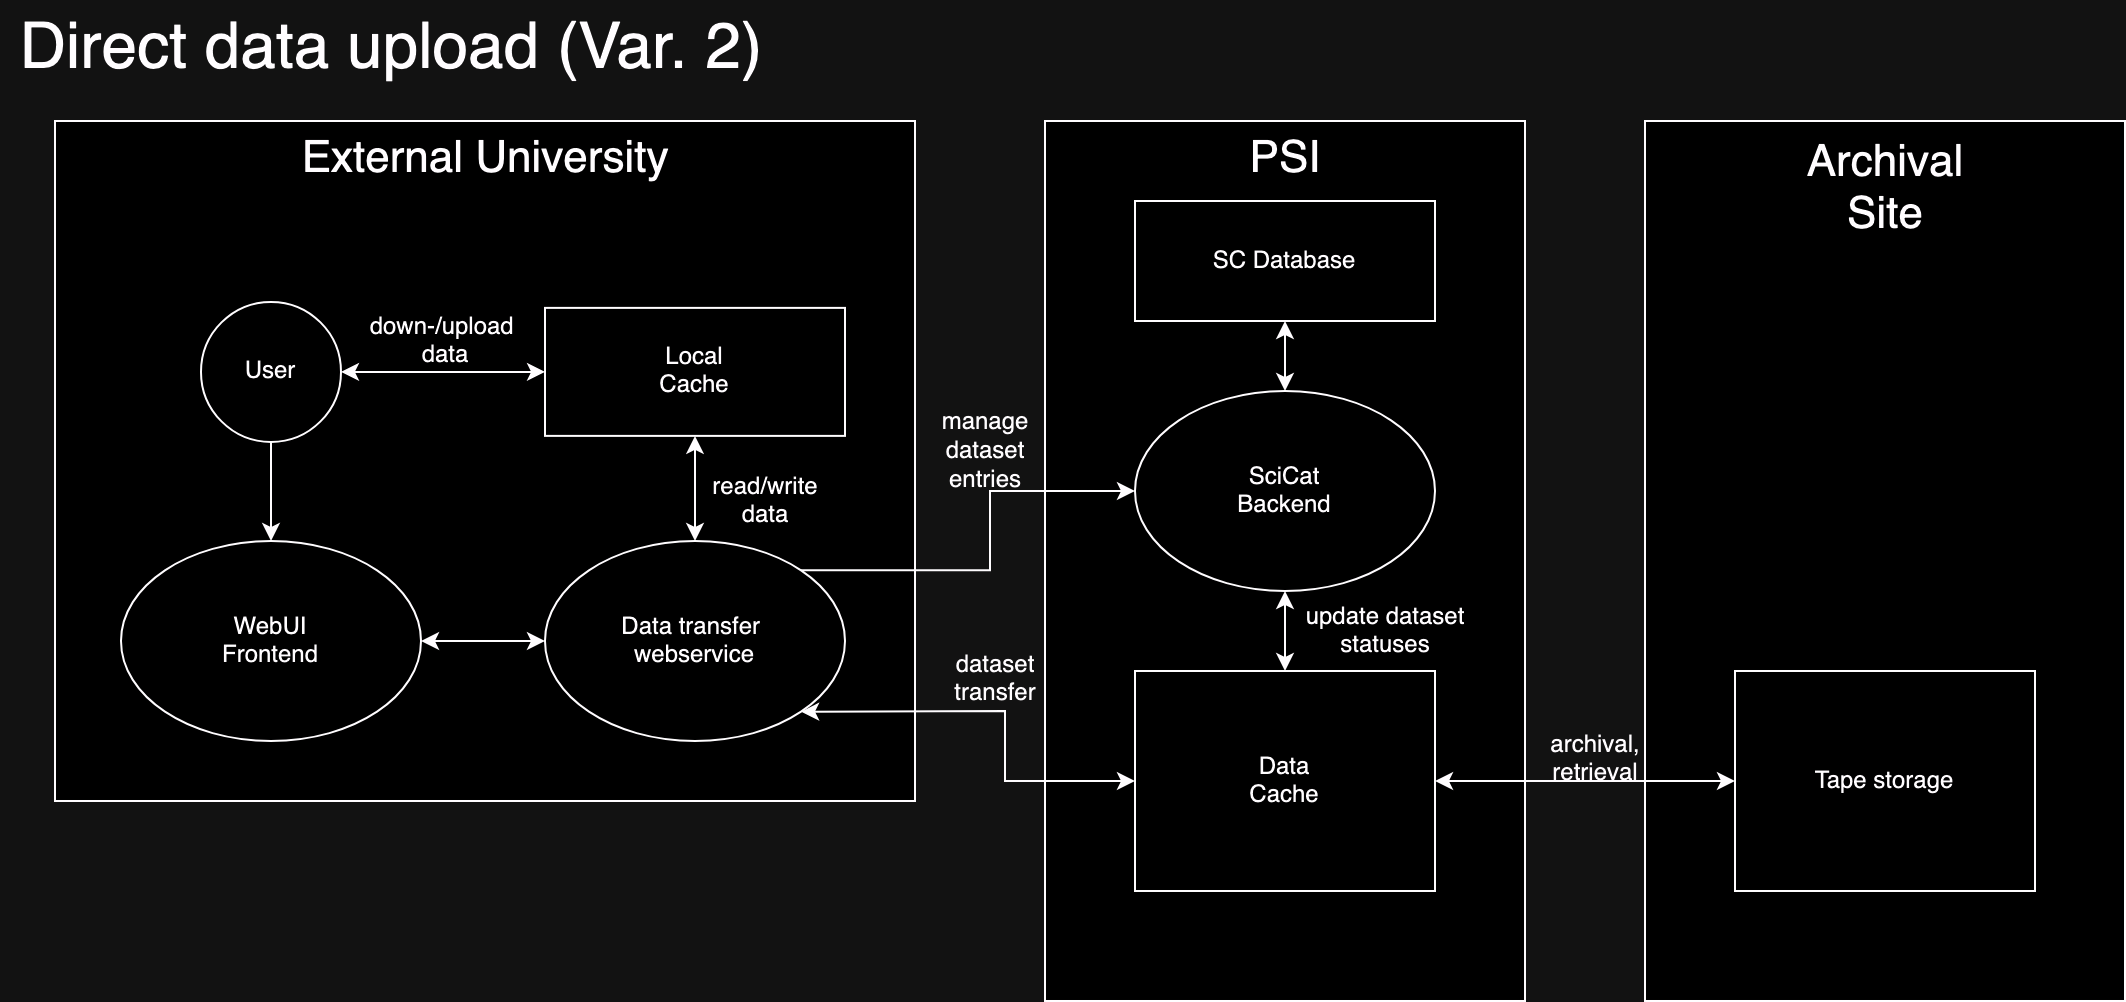 Direct data upload (Var. 2)
External University
User
down-/upload
data
Local
Cache
read/write
data
WebUI
Frontend
Data transfer
webservice
manage
dataset
entries
dataset
transfer
PSI
SC Database
SciCat
Backend
update dataset
statuses
Data
Cache
archival,
retrieval
Archival
Site
Tape storage